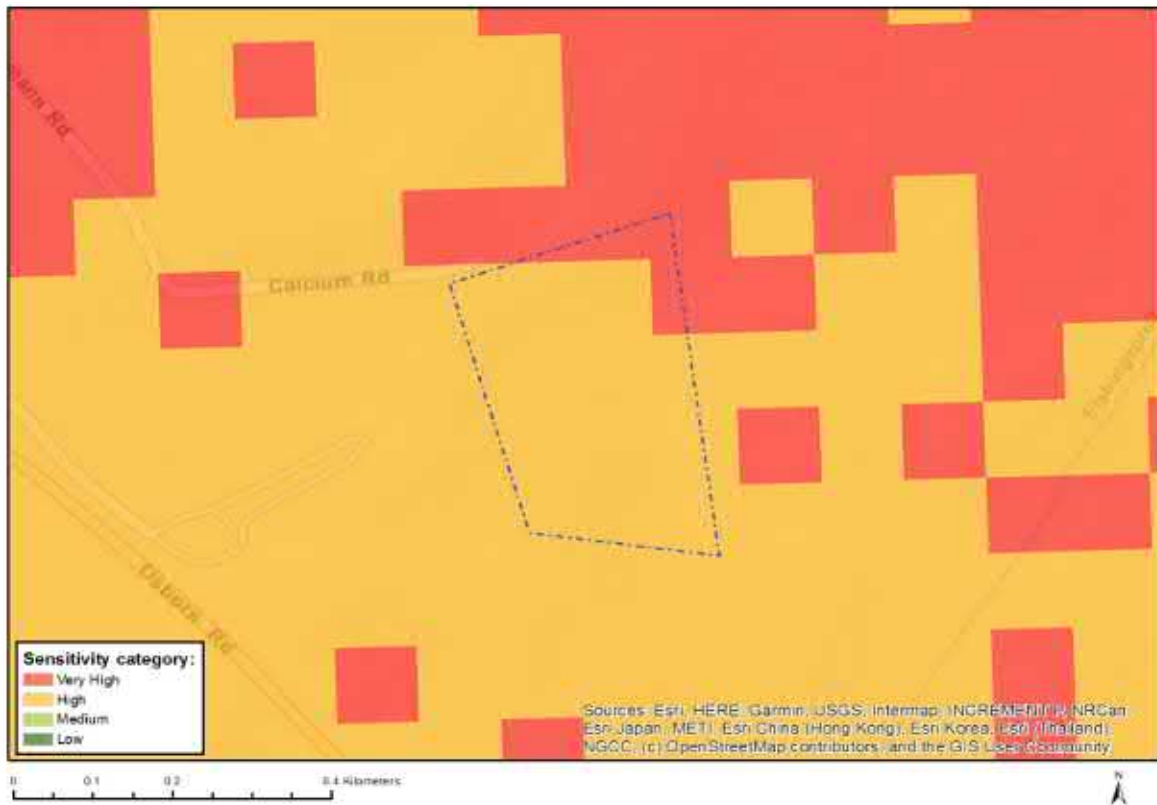 Calcium Rd
Sensitivity category:
Very High
High
Medium
Low
Sources: Esri, HERE, Garmin, USGS, Intermap, INCREMENT P, NRCan,
Esri Japan, METI, Esri China (Hong Kong), Esri Korea, Esri (Thailand),
NGCC, (c) OpenStreetMap contributors, and the GIS User Community
0 0.1 0.2 0.4 Kilometers
N